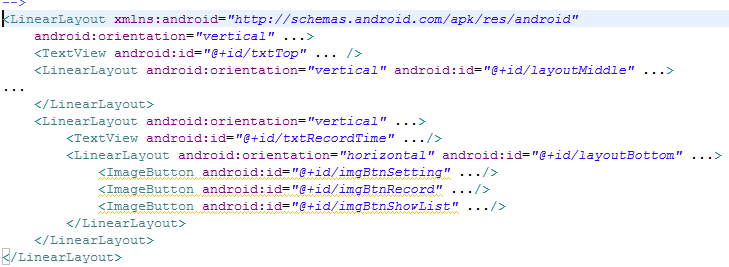 -->
<LinearLayout xmlns:android="http://schemas.android.com/apk/res/android"
    android:orientation="vertical" ...>
    <TextView android:id="@+id/txtTop" ... />
    <LinearLayout android:orientation="vertical" android:id="@+id/layoutMiddle" ...>
...
    </LinearLayout>
    <LinearLayout android:orientation="vertical" ...>
        <TextView android:id="@+id/txtRecordTime" .../>
        <LinearLayout android:orientation="horizontal" android:id="@+id/layoutBottom" ...>
            <ImageButton android:id="@+id/imgBtnSetting" .../>
            <ImageButton android:id="@+id/imgBtnRecord" .../>
            <ImageButton android:id="@+id/imgBtnShowList" .../>
        </LinearLayout>
    </LinearLayout>
</LinearLayout>